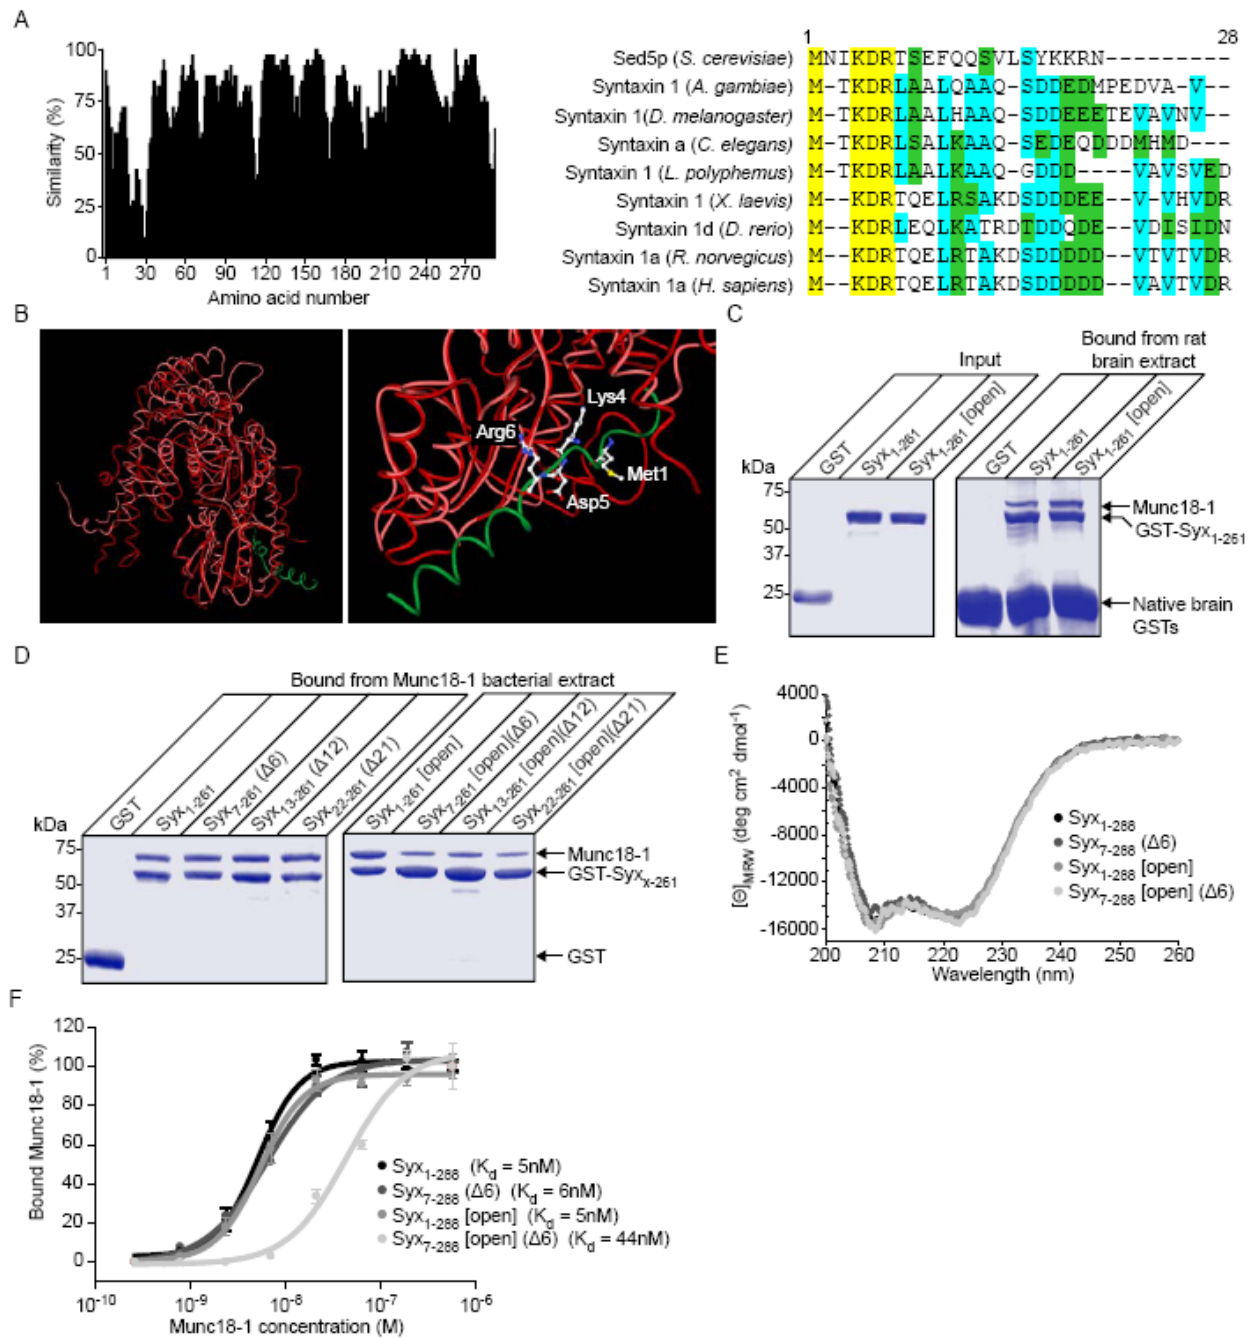 A
Similarity (%)
100
75
50
25
0
1 30 60 90 120 150 180 210 240 270
Amino acid number
1 28
Sed5p (S. cerevisiae) MNIKDRTSEFQQSVLSYKKRN----------
Syntaxin 1 (A. gambiae) M-TKDRLAALQAAQ-SDDEDMPEDVA-V--
Syntaxin 1(D. melanogaster) M-TKDRLAALHAAQ-SDDEEETEVAVNV--
Syntaxin a (C. elegans) M-TKDRLSALKAAQ-SEDEQDDDMHMD---
Syntaxin 1 (L. polyphemus) M-TKDRLAALKAAQ-GDDD----VAVSVED
Syntaxin 1 (X. laevis) M--KDRTQELRSAKDSDDDEE--V-VHVDR
Syntaxin 1d (D. rerio) M--KDRLEQLKATRDTDDQDE--VDISIDN
Syntaxin 1a (R. norvegicus) M--KDRTQELRTAKDSDDDDD--VTVTVDR
Syntaxin 1a (H. sapiens) M--KDRTQELRTAKDSDDDDD--VAVTVDR
B
Lys4
Arg6
Met1
Asp5
C
Input
Bound from rat
brain extract
GST
Syx1-261
Syx1-261 [open]
GST
Syx1-261
Syx1-261 [open]
kDa
75
50
37
25
Munc18-1
GST-Syx1-261
Native brain
GSTs
D
Bound from Munc18-1 bacterial extract
GST
Syx1-261
Syx7-261 (Δ6)
Syx13-261 (Δ12)
Syx22-261 (Δ21)
Syx1-261 [open]
Syx7-261 [open](Δ6)
Syx13-261 [open](Δ12)
Syx22-261 [open](Δ21)
kDa
75
50
37
25
Munc18-1
GST-Syxx-261
GST
E
[Θ]MRW (deg cm2 dmol-1)
4000
0
-4000
-8000
-12000
-16000
200 210 220 230 240 250 260
Wavelength (nm)
Syx1-288
Syx7-288 (Δ6)
Syx1-288 [open]
Syx7-288 [open] (Δ6)
F
Bound Munc18-1 (%)
120
100
80
60
40
20
0
10-10 10-9 10-8 10-7 10-6
Munc18-1 concentration (M)
Syx1-288 (Kd = 5nM)
Syx7-288 (Δ6) (Kd = 6nM)
Syx1-288 [open] (Kd = 5nM)
Syx7-288 [open] (Δ6) (Kd = 44nM)